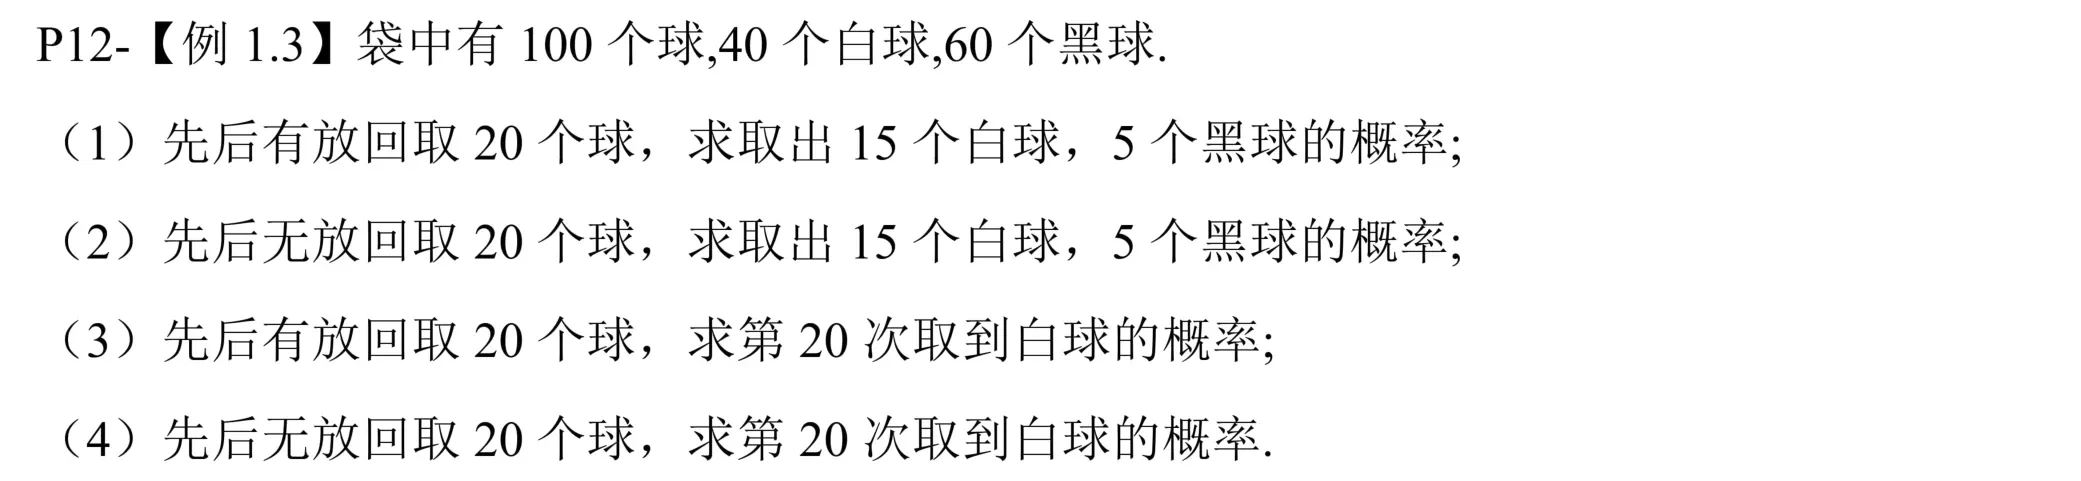 P12-【例 1.3】袋中有 100 个球,40 个白球,60 个黑球.
（1）先后有放回取 20 个球，求取出 15 个白球，5 个黑球的概率;
（2）先后无放回取 20 个球，求取出 15 个白球，5 个黑球的概率;
（3）先后有放回取 20 个球，求第 20 次取到白球的概率;
（4）先后无放回取 20 个球，求第 20 次取到白球的概率.